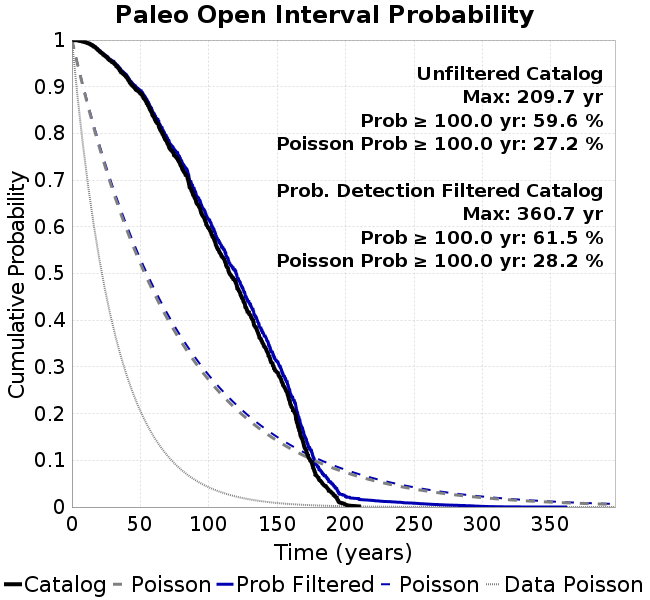 Paleo Open Interval Probability
Cumulative Probability
1
0.9
0.8
0.7
0.6
0.5
0.4
0.3
0.2
0.1
0
Unfiltered Catalog
Max: 209.7 yr
Prob ≥ 100.0 yr: 59.6 %
Poisson Prob ≥ 100.0 yr: 27.2 %
Prob. Detection Filtered Catalog
Max: 360.7 yr
Prob ≥ 100.0 yr: 61.5 %
Poisson Prob ≥ 100.0 yr: 28.2 %
0 50 100 150 200 250 300 350
Time (years)
Catalog Poisson Prob Filtered Poisson Data Poisson